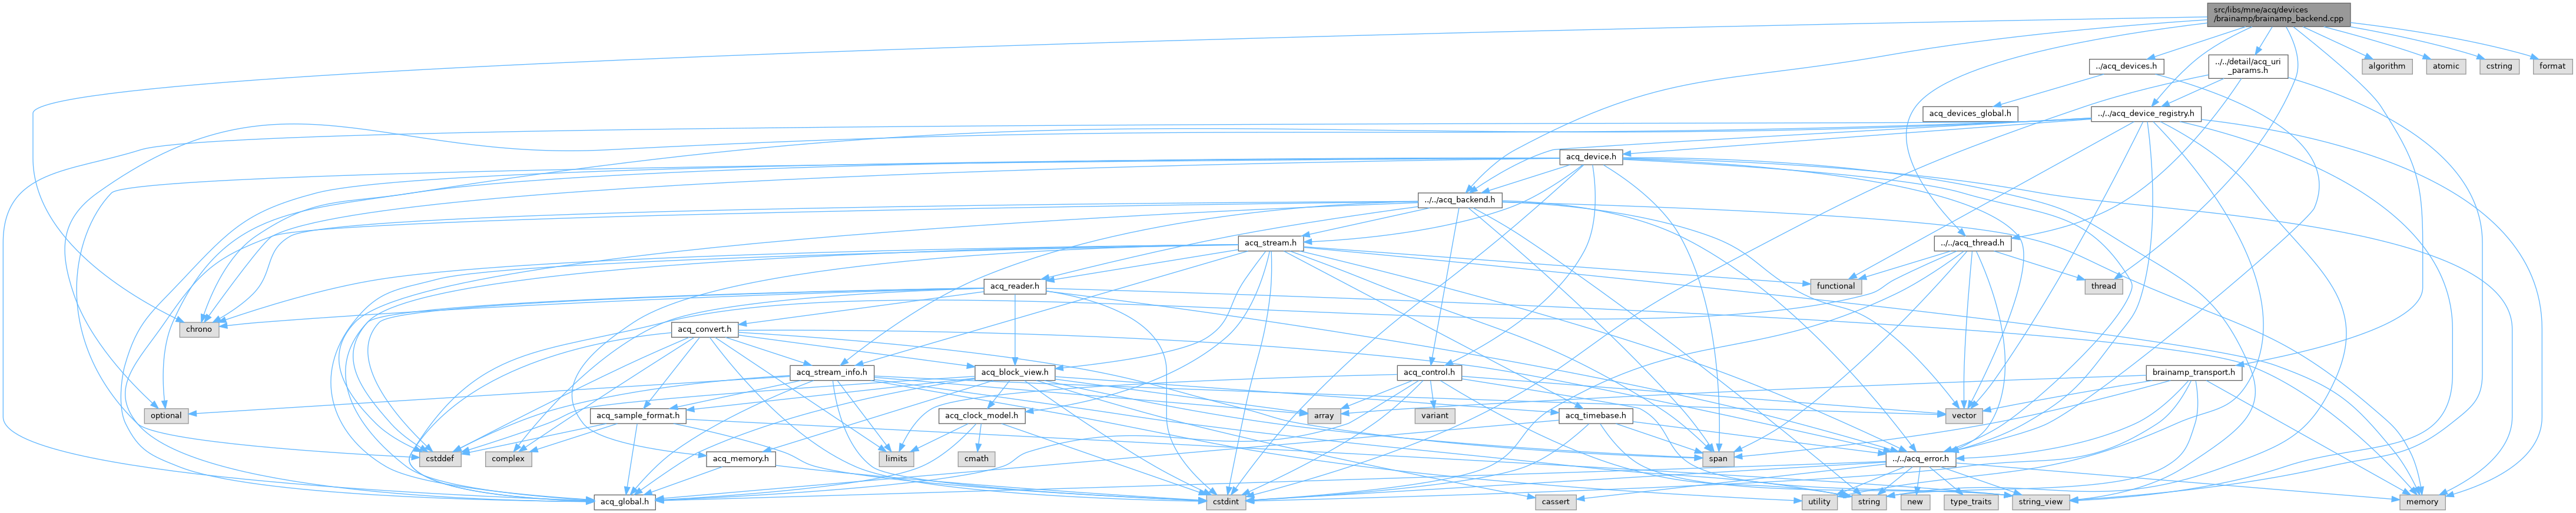 src/libs/mne/acq/devices
/brainamp/brainamp_backend.cpp
../acq_devices.h
../../detail/acq_uri
_params.h
algorithm
atomic
cstring
format
acq_devices_global.h
../../acq_device_registry.h
acq_device.h
../../acq_backend.h
acq_stream.h
../../acq_thread.h
acq_reader.h
functional
thread
chrono
acq_convert.h
acq_stream_info.h
acq_block_view.h
acq_control.h
brainamp_transport.h
optional
acq_sample_format.h
acq_clock_model.h
array
variant
acq_timebase.h
vector
cstddef
complex
acq_memory.h
limits
cmath
span
../../acq_error.h
acq_global.h
cstdint
cassert
utility
string
new
type_traits
string_view
memory